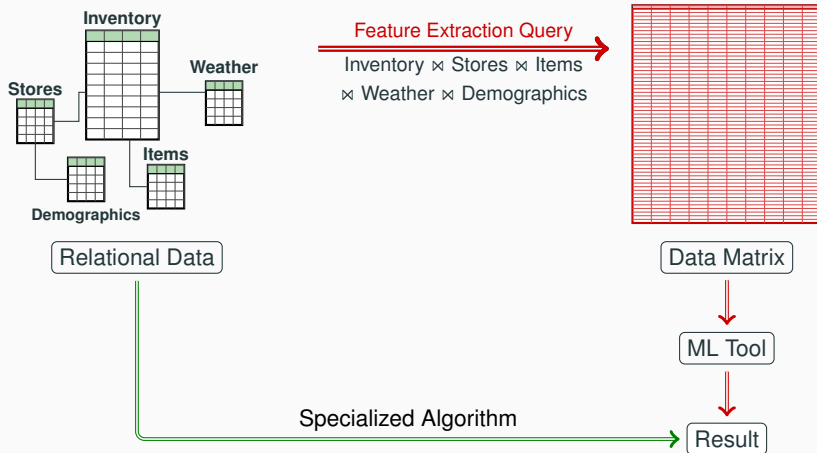 Inventory
Weather
Stores
Items
Demographics
Relational Data
Feature Extraction Query
Inventory ⋈ Stores ⋈ Items
⋈ Weather ⋈ Demographics
Data Matrix
ML Tool
Specialized Algorithm
Result